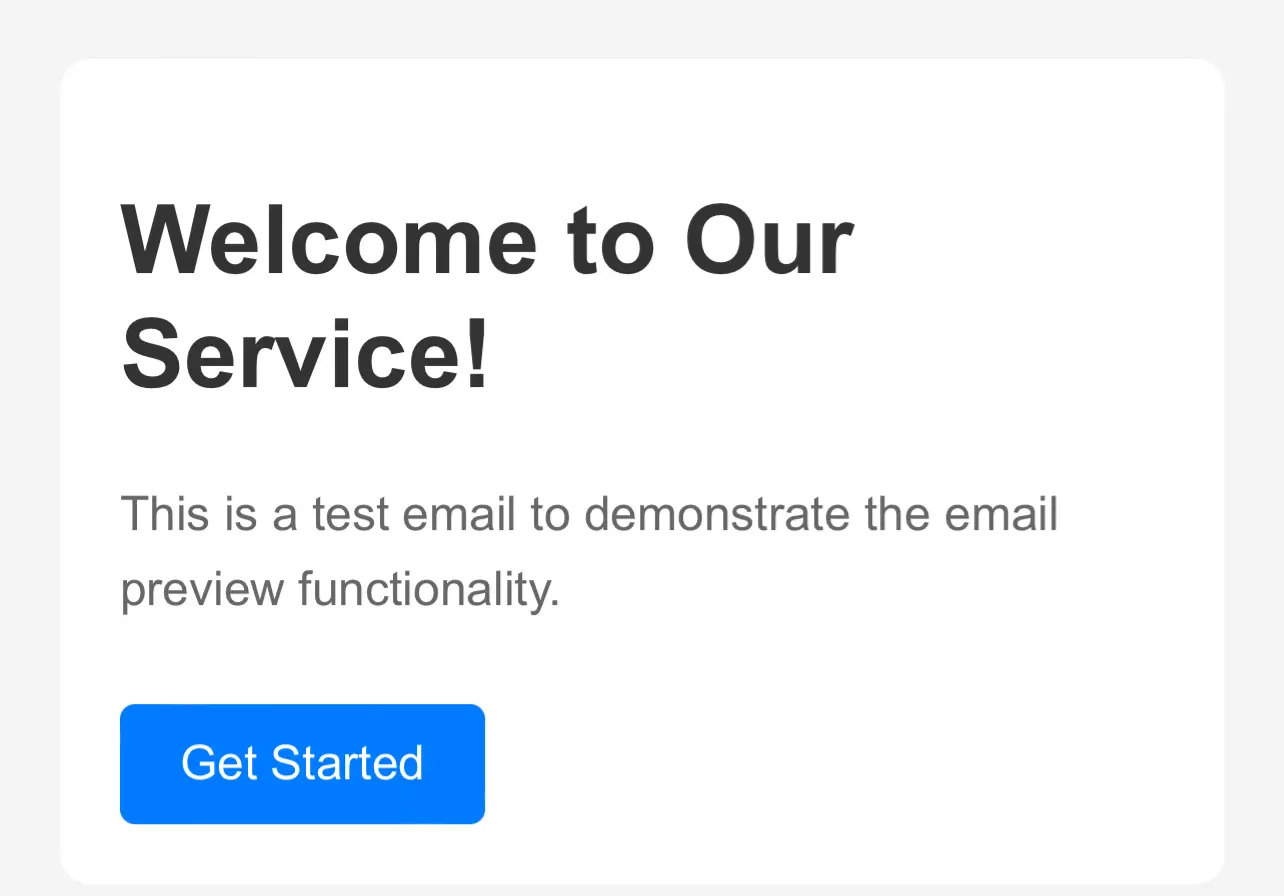 Welcome to Our
Service!
This is a test email to demonstrate the email
preview functionality.
Get Started